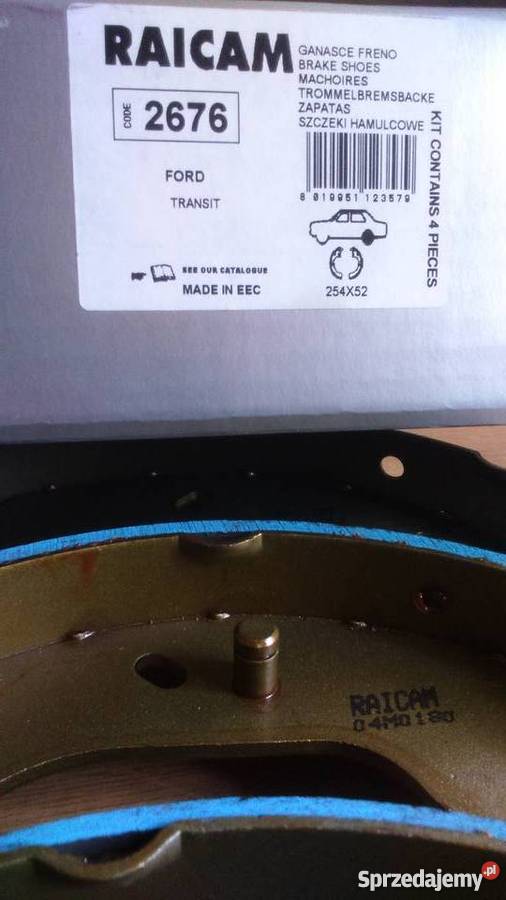 RAICAM
GANASCE FRENO
BRAKE SHOES
MACHOIRES
TROMMELBREMSBACKE
ZAPATAS
SZCZEKI HAMULCOWE
CODE
2676
FORD
TRANSIT
8 019951 123579
KIT CONTAINS 4 PIECES
SEE OUR CATALOGUE
MADE IN EEC
254X52
RAICAM
04M0180
Sprzedajemy.pl